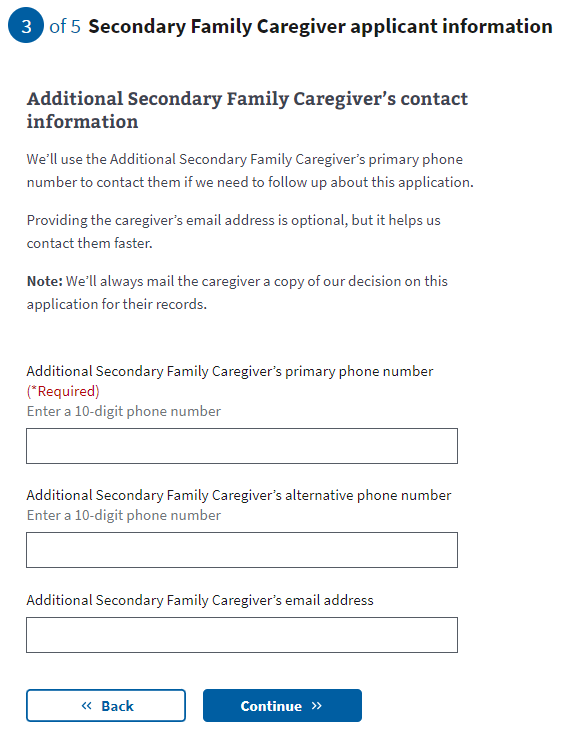 3 of 5 Secondary Family Caregiver applicant information
Additional Secondary Family Caregiver’s contact
information
We’ll use the Additional Secondary Family Caregiver’s primary phone
number to contact them if we need to follow up about this application.
Providing the caregiver’s email address is optional, but it helps us
contact them faster.
Note: We’ll always mail the caregiver a copy of our decision on this
application for their records.
Additional Secondary Family Caregiver’s primary phone number
(*Required)
Enter a 10-digit phone number
Additional Secondary Family Caregiver’s alternative phone number
Enter a 10-digit phone number
Additional Secondary Family Caregiver’s email address
« Back
Continue »